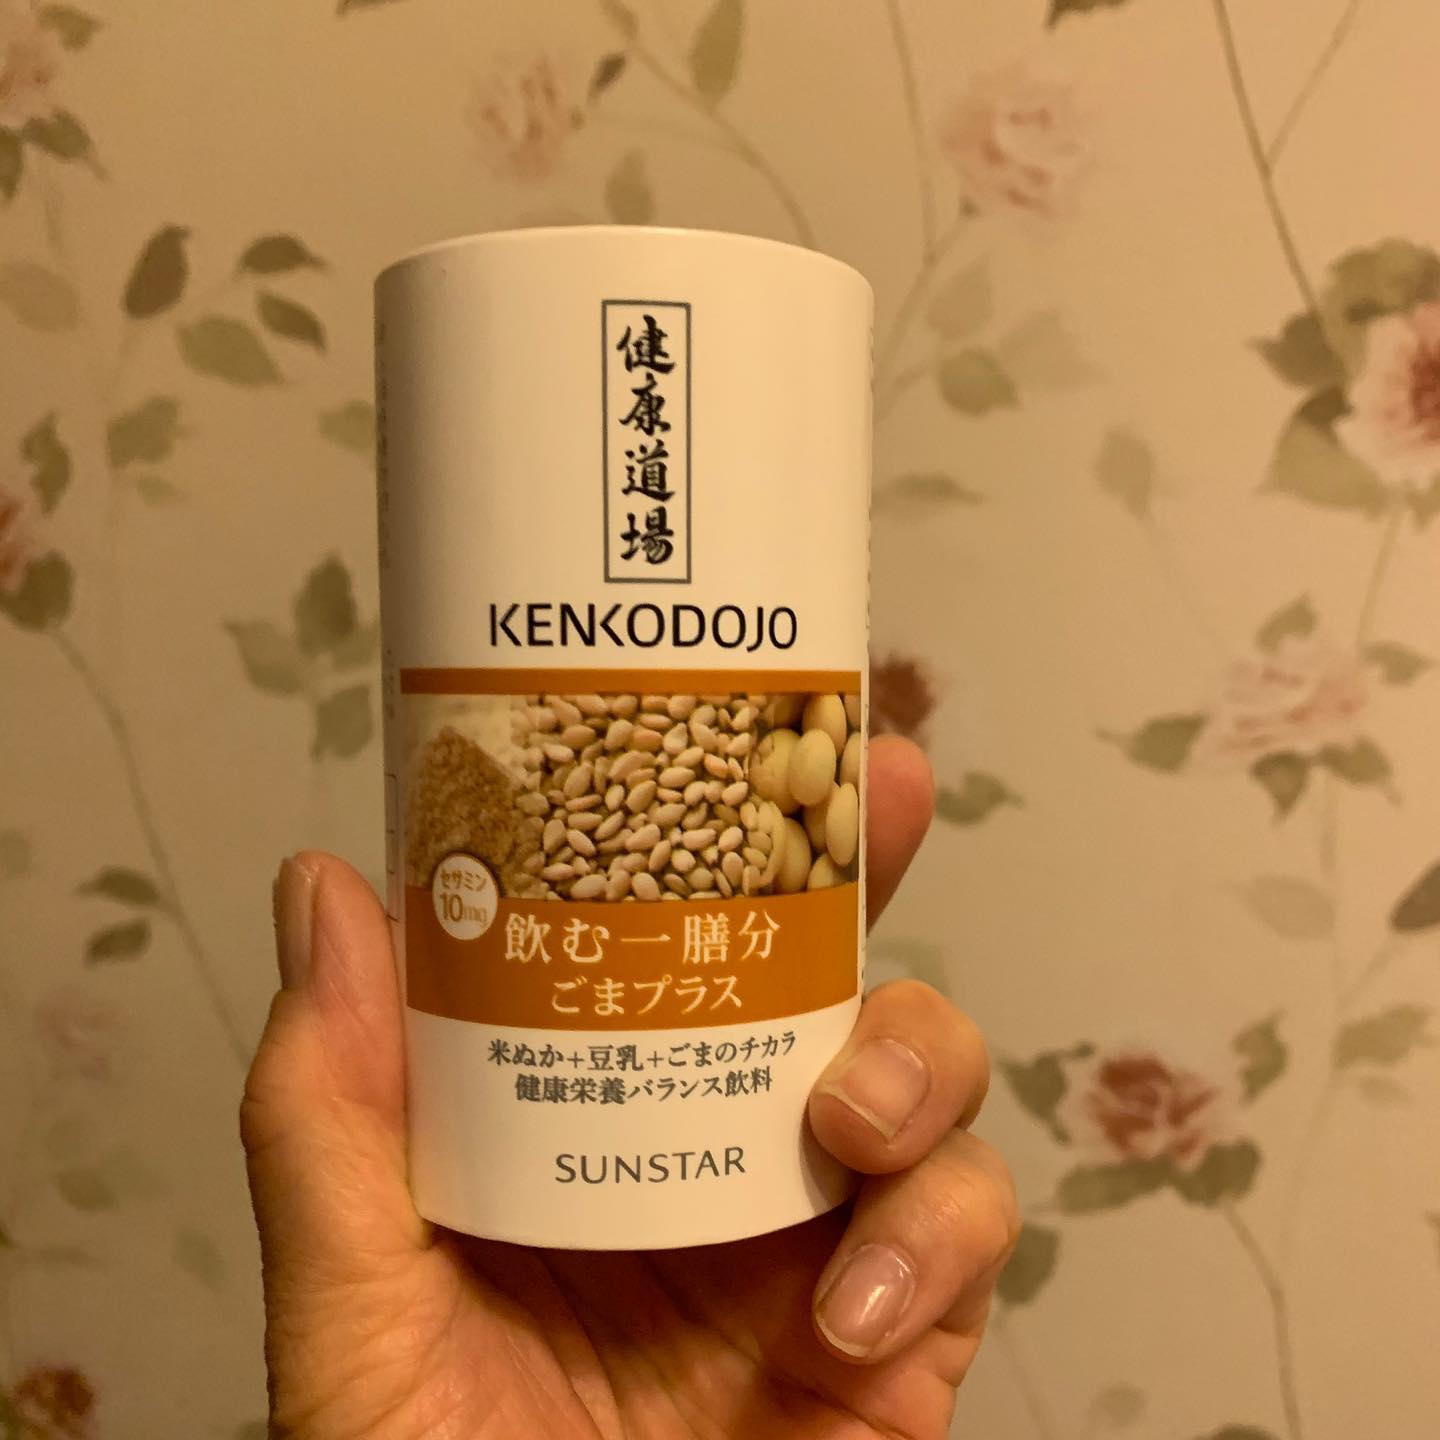 健康道場
KENKODOJO
セサミン
10mg
飲む一膳分
ごまプラス
米ぬか+豆乳+ごまのチカラ
健康栄養バランス飲料
SUNSTAR